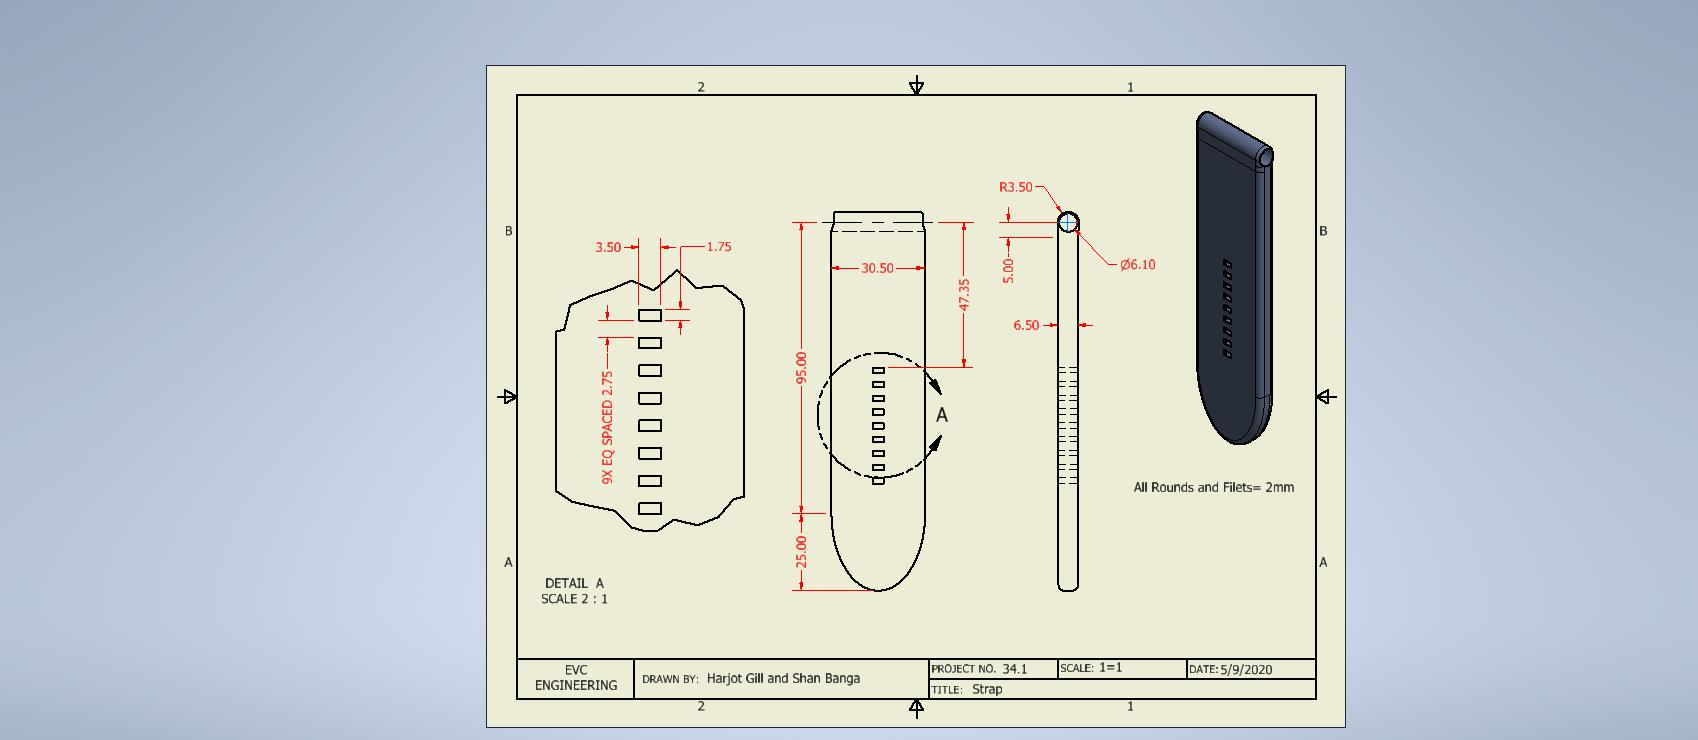 2
1
B
B
R3.50
3.50
1.75
Ø6.10
30.50
5.00
47.35
6.50
95.00
9X EQ SPACED 2.75
A
All Rounds and Filets= 2mm
25.00
A
A
DETAIL A
SCALE 2 : 1
EVC
ENGINEERING
DRAWN BY: Harjot Gill and Shan Banga
PROJECT NO. 34.1
SCALE: 1=1
DATE: 5/9/2020
TITLE: Strap
2
1